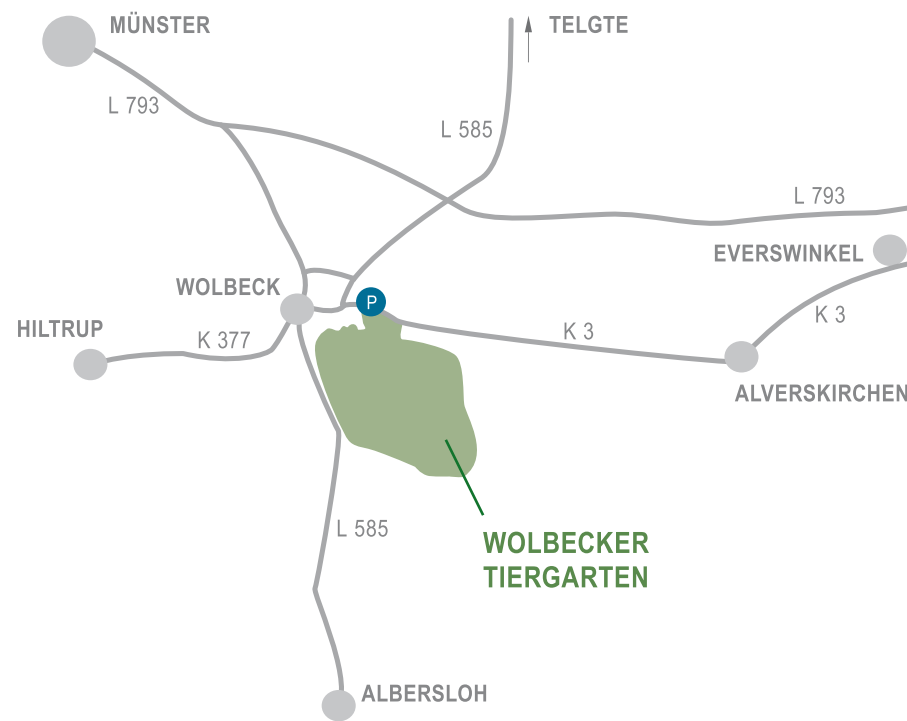 MÜNSTER
TELGTE
L 793
L 585
L 793
EVERSWINKEL
WOLBECK
P
HILTRUP
K 377
K 3
K 3
ALVERSKIRCHEN
L 585
WOLBECKER
TIERGARTEN
ALBERSLOH